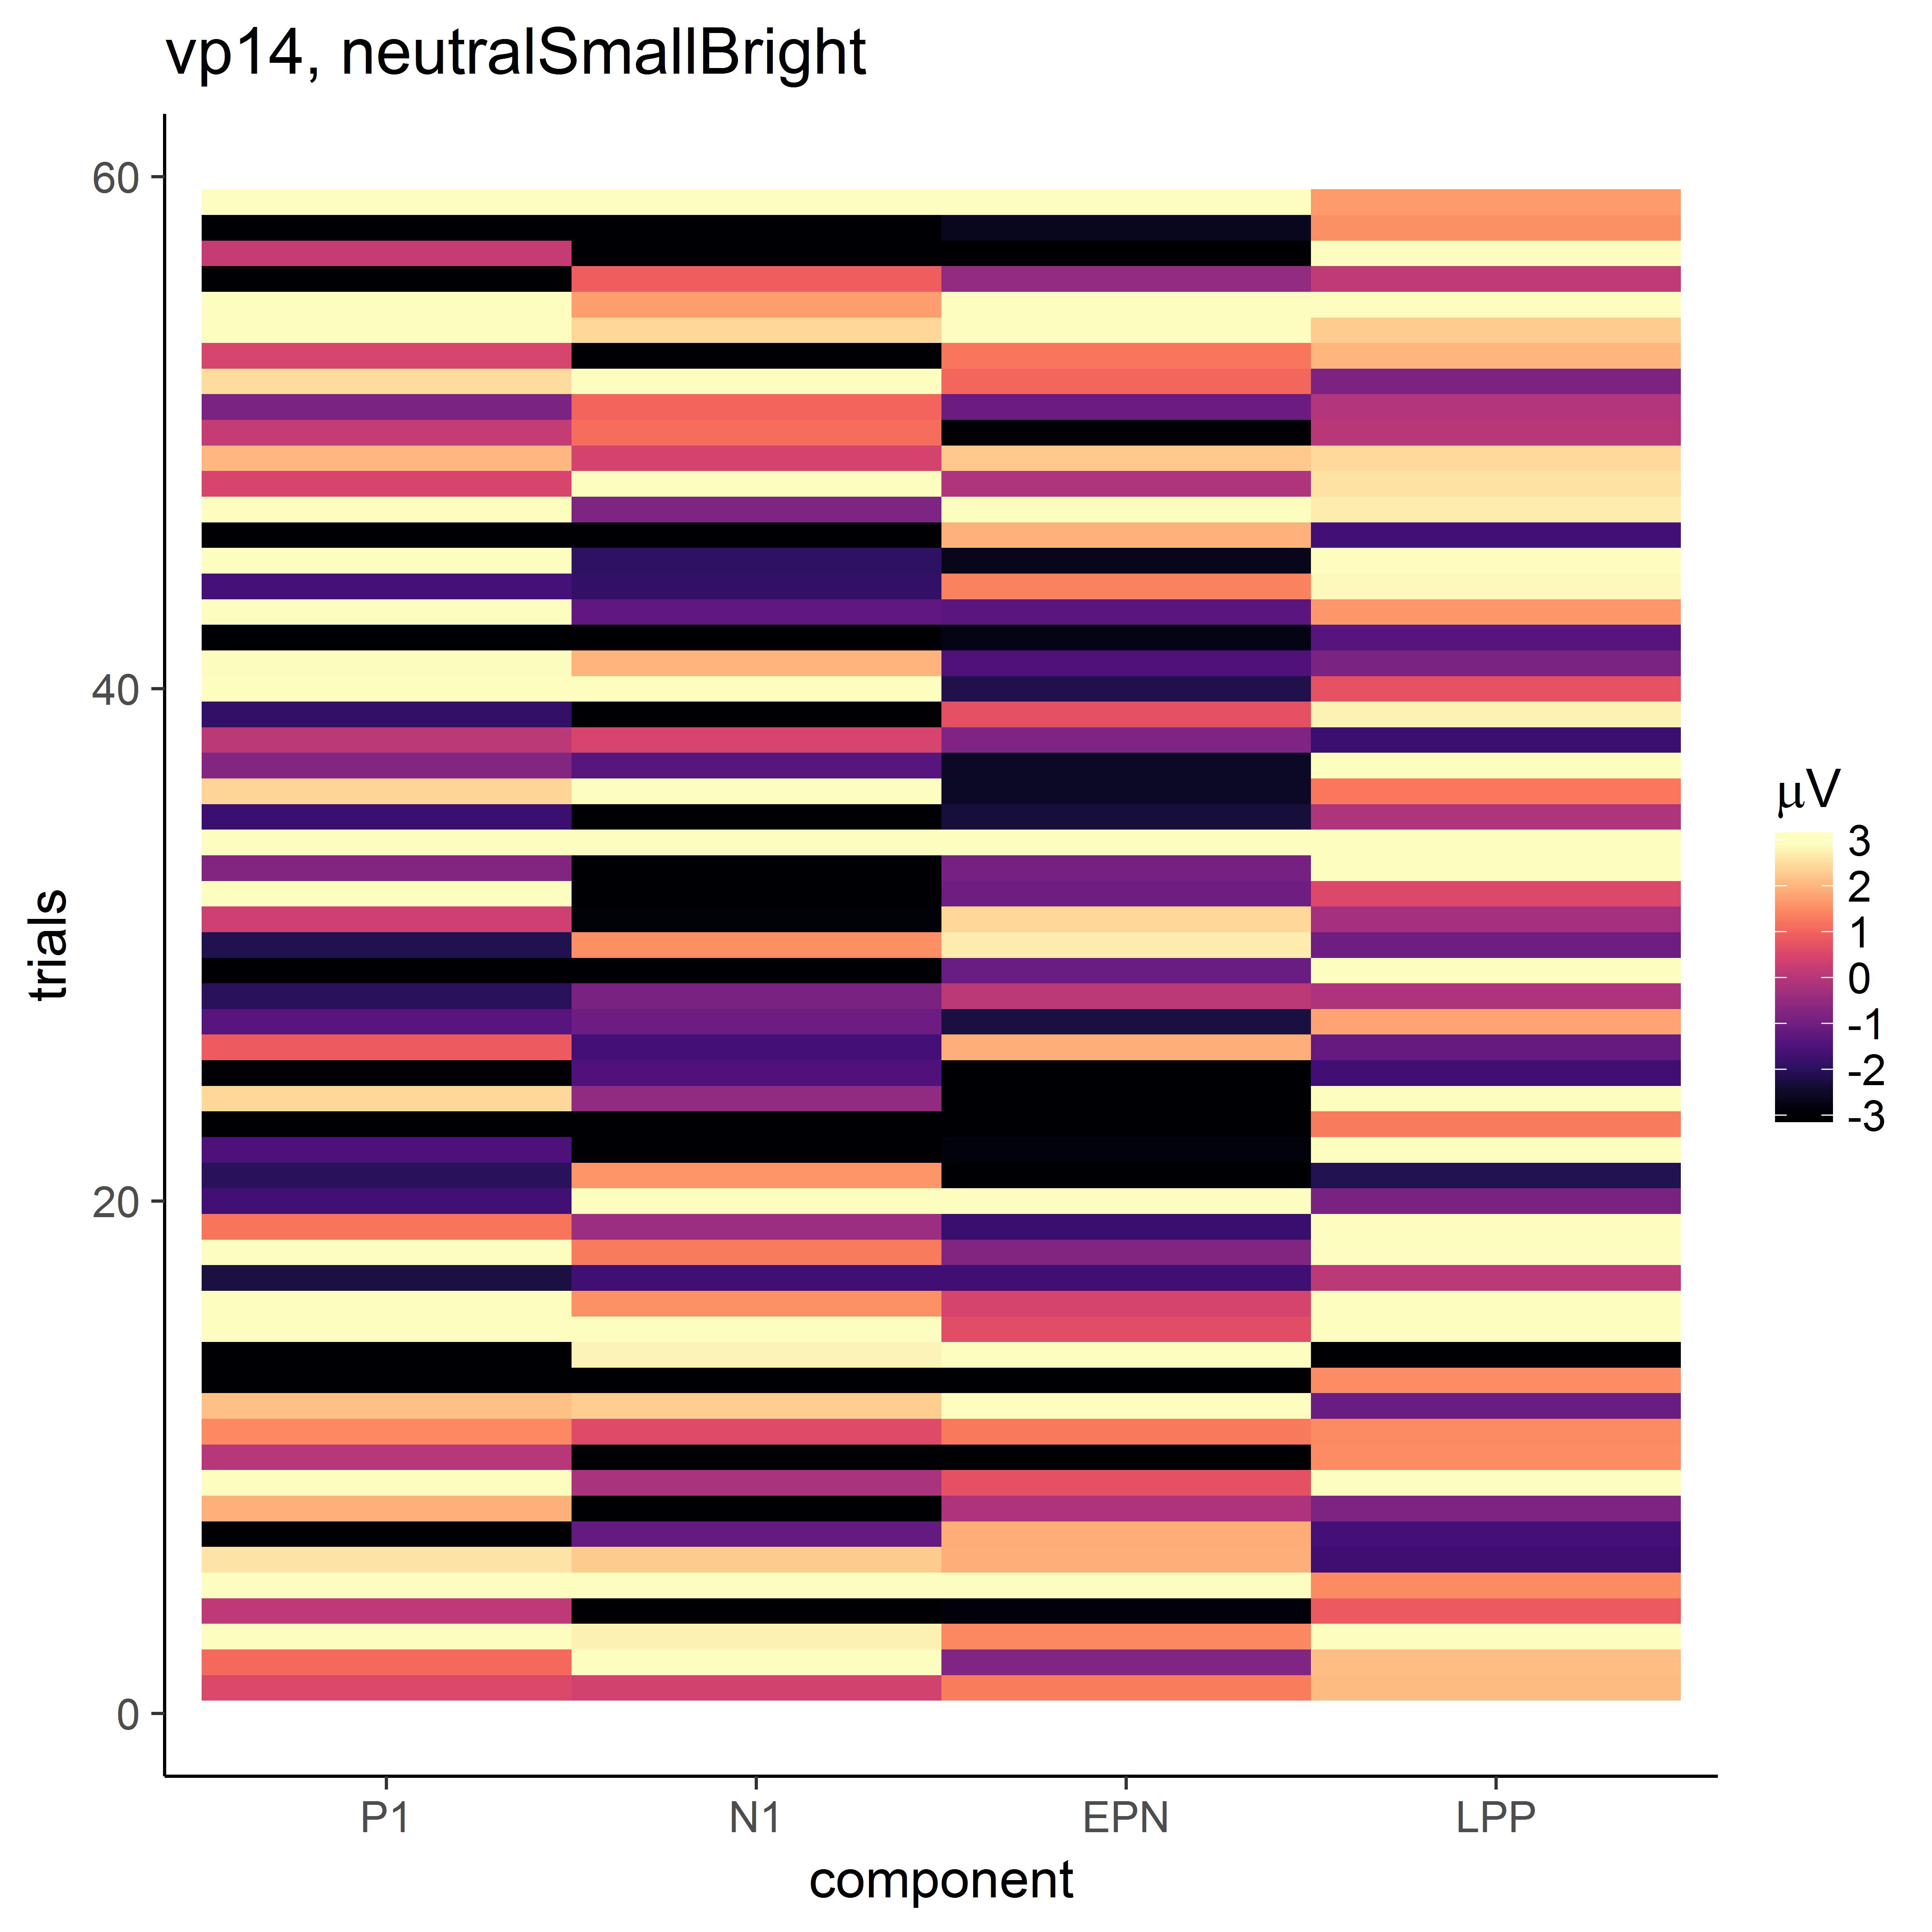 vp14, neutralSmallBright
60
40
20
0
trials
P1 N1 EPN LPP
component
μV
3
2
1
0
-1
-2
-3